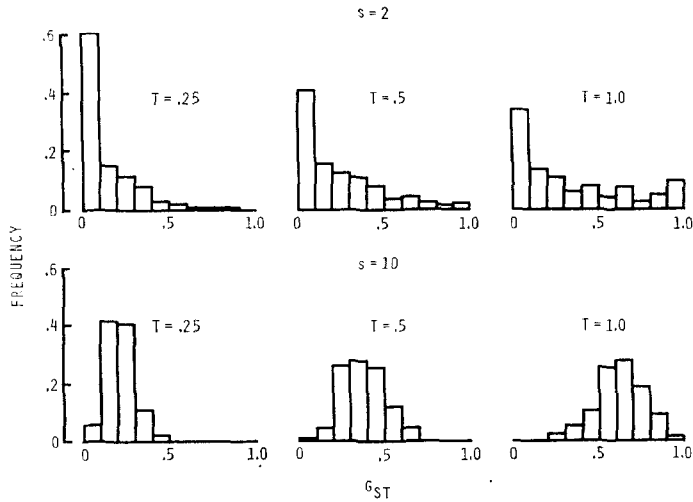 s=2
.6
.4
.2
0
T = .25
T = .5
T = 1.0
0 .5 1.0
0 .5 1.0
0 .5 1.0
FREQUENCY
s=10
.6
.4
.2
0
T = .25
T = .5
T = 1.0
0 .5 1.0
0 .5 1.0
0 .5 1.0
GST